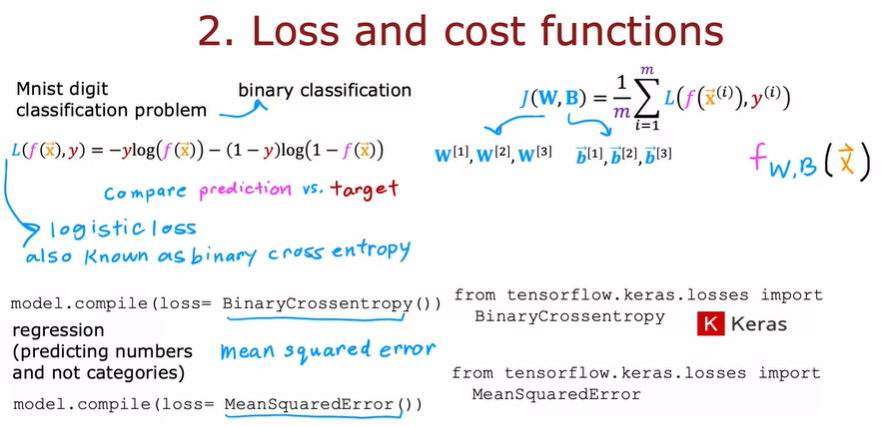 2. Loss and cost functions
Mnist digit
classification problem
binary classification
L(f(x⃗), y) = −ylog(f(x⃗)) − (1 − y)log(1 − f(x⃗))
Compare prediction vs. target
logistic loss
also Known as binary cross entropy
J(W, B) = 1/m ∑ᵢ₌₁ᵐ L(f(x⃗⁽ⁱ⁾), y⁽ⁱ⁾)
W[1], W[2], W[3] b⃗[1], b⃗[2], b⃗[3]
f W,B (x⃗)
model.compile(loss= BinaryCrossentropy())
from tensorflow.keras.losses import
BinaryCrossentropy
K Keras
regression
(predicting numbers
and not categories)
mean squared error
model.compile(loss= MeanSquaredError())
from tensorflow.keras.losses import
MeanSquaredError